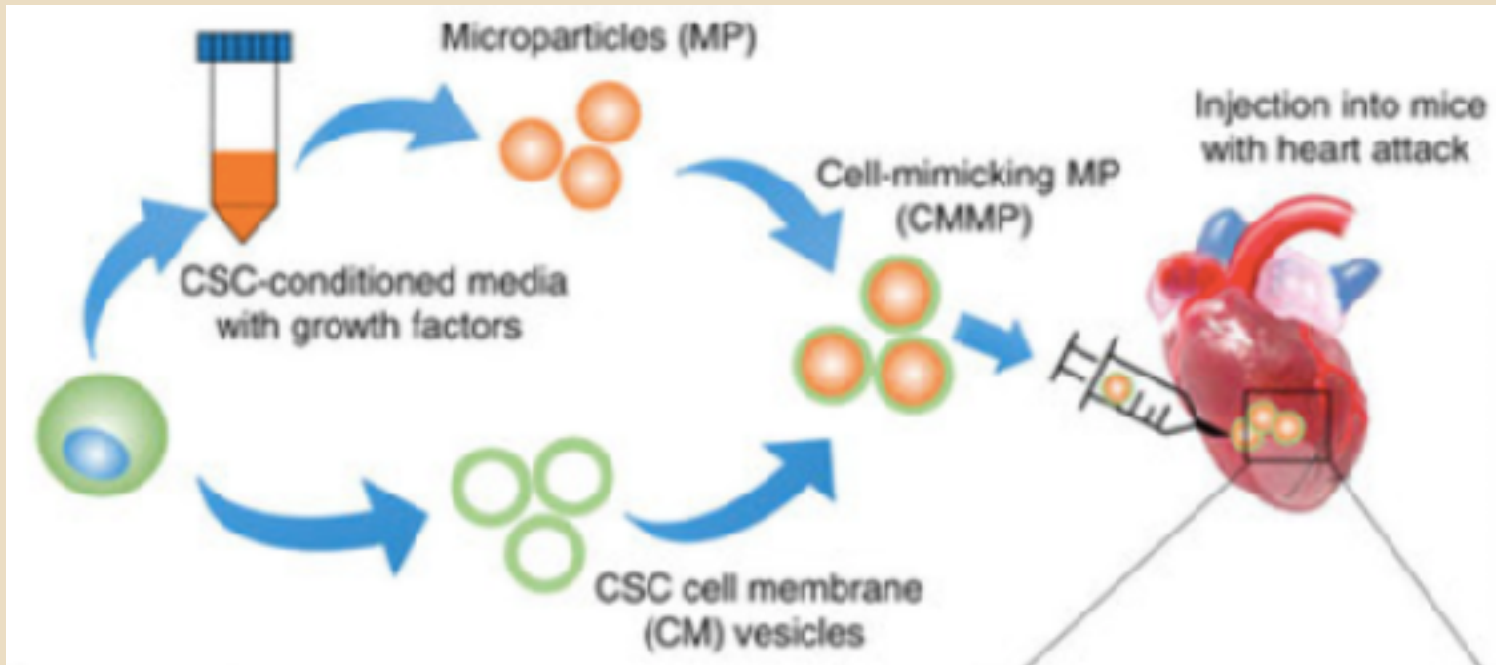 Microparticles (MP)
Injection into mice
with heart attack
Cell-mimicking MP
(CMMP)
CSC-conditioned media
with growth factors
CSC cell membrane
(CM) vesicles